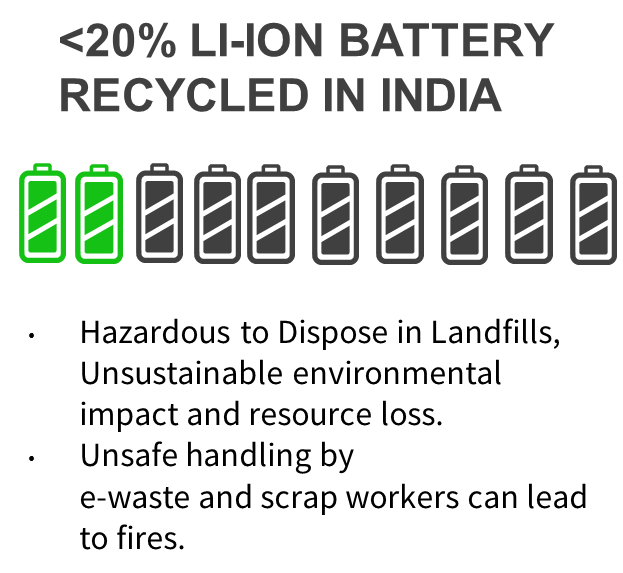 <20% LI-ION BATTERY
RECYCLED IN INDIA
• Hazardous to Dispose in Landfills,
Unsustainable environmental
impact and resource loss.
• Unsafe handling by
e-waste and scrap workers can lead
to fires.